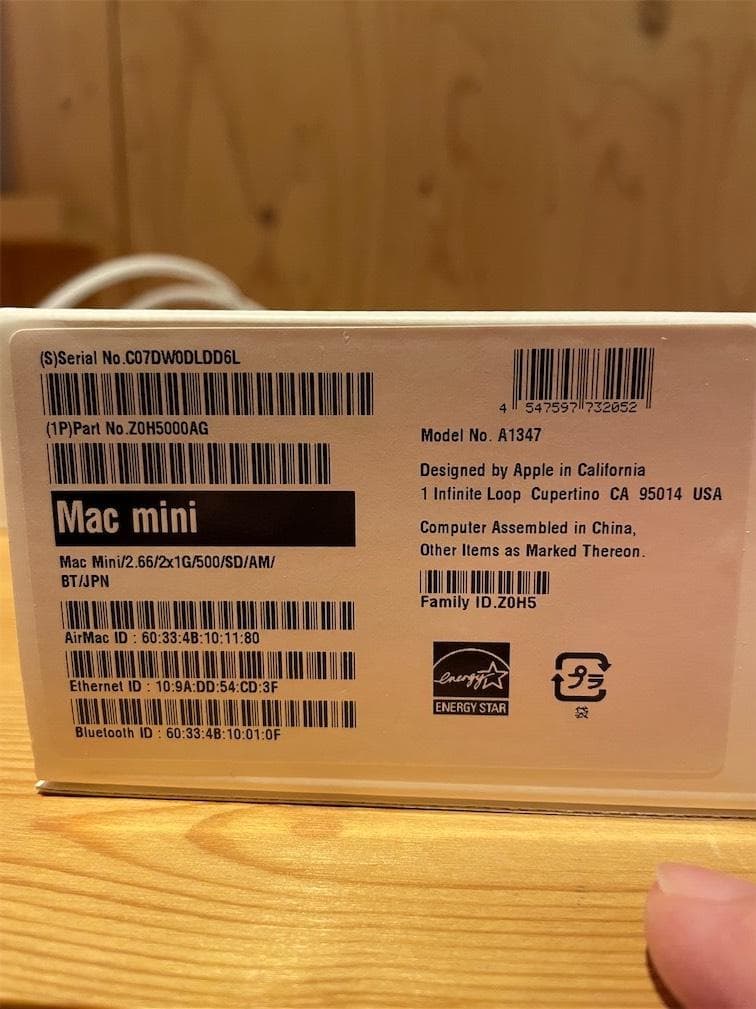 (S)Serial No.C07DW0DLDD6L
(1P)Part No.Z0H5000AG
Mac mini
Mac Mini/2.66/2x1G/500/SD/AM/
BT/JPN
AirMac ID : 60:33:4B:10:11:80
Ethernet ID : 10:9A:DD:54:CD:3F
Bluetooth ID : 60:33:4B:10:01:0F
4 547597 732052
Model No. A1347
Designed by Apple in California
1 Infinite Loop Cupertino CA 95014 USA
Computer Assembled in China,
Other Items as Marked Thereon.
Family ID.Z0H5
energy
ENERGY STAR
プラ